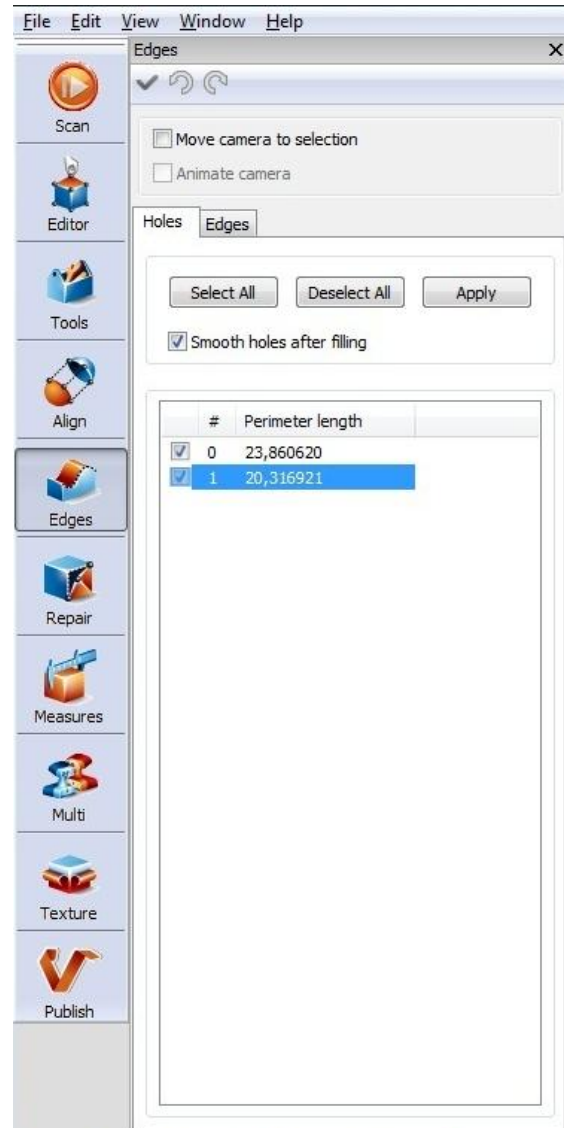 File Edit View Window Help
Edges
Scan
Editor
Tools
Align
Edges
Repair
Measures
Multi
Texture
Publish
Move camera to selection
Animate camera
Holes Edges
Select All Deselect All Apply
Smooth holes after filling
# Perimeter length
0 23,860620
1 20,316921